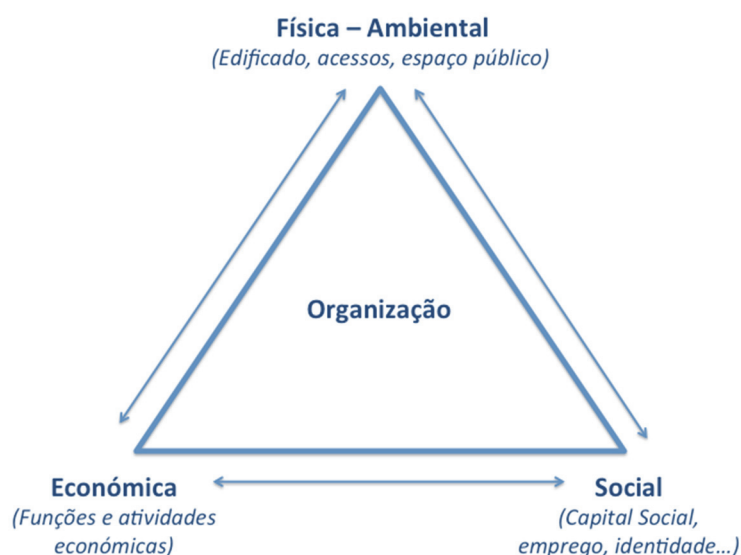 Física – Ambiental
(Edificado, acessos, espaço público)
Organização
Económica
(Funções e atividades
económicas)
Social
(Capital Social,
emprego, identidade...)